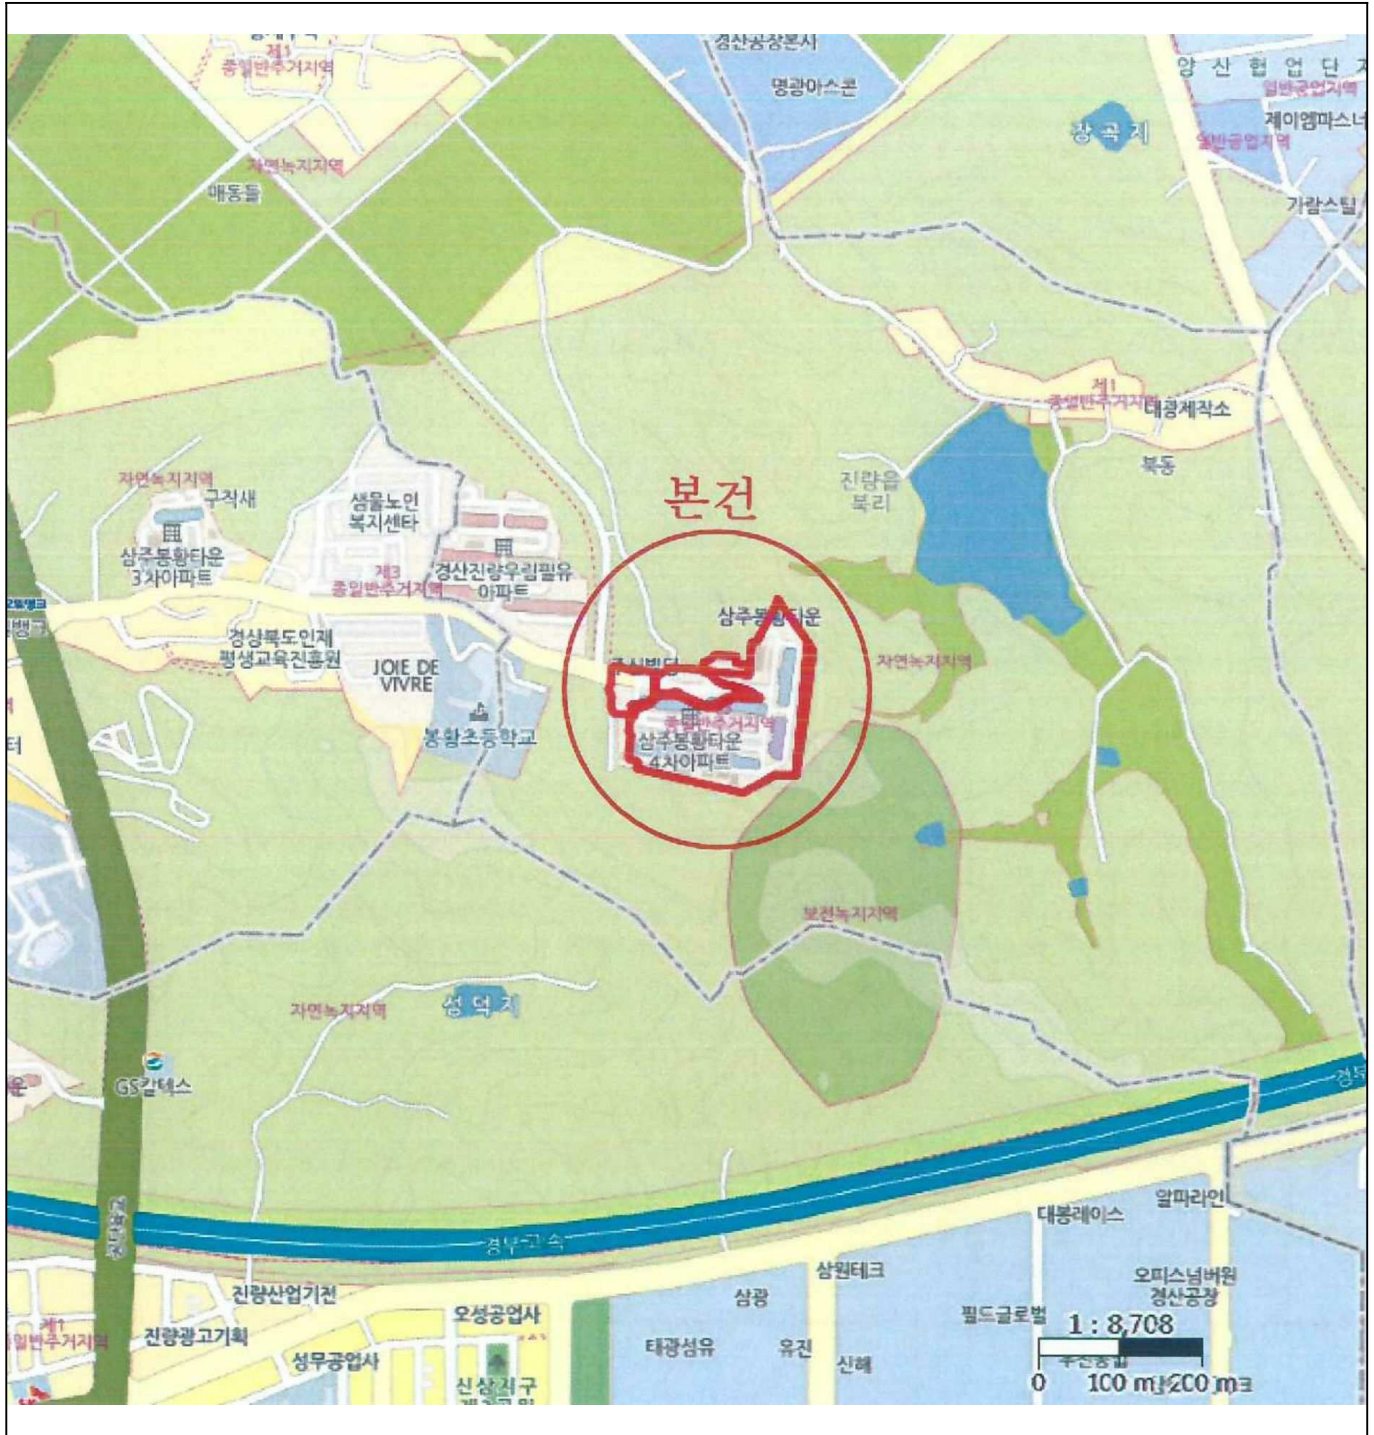 제1
종일반주거지역
경산공장본사
명광아스콘
양산협업단지
일반공업지역
제이엠파스너
일반공업지역
장곡지
가람스틸
자연녹지지역
매동들
제1
종일반주거지역
태광제작소
북동
진량읍
북리
본건
자연녹지지역
구작새
삼주봉황타운
3차아파트
샘물노인
복지센타
제3
종일반주거지역
경산진량우림필유
아파트
경상북도인재
평생교육진흥원
JOIE DE
VIVRE
봉황초등학교
삼주봉황타운
자연녹지지역
종일반주거지역
삼주봉황타운
4차아파트
보전녹지지역
자연녹지지역
성덕지
GS칼텍스
경부고속
대봉레이스
알파라인
진량산업기전
오성공업사
삼원테크
삼광
오피스넘버원
경산공장
필드글로벌
제1
종일반주거지역
진량광고기획
성무공업사
태광섬유
유진
신해
신상지구
1 : 8,708
0 100 m 200 m